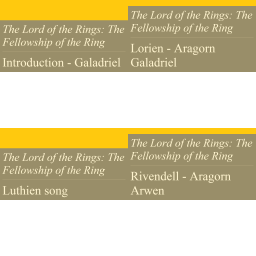 The Lord of the Rings: The
Fellowship of the Ring
Introduction - Galadriel
The Lord of the Rings: The
Fellowship of the Ring
Lorien - Aragorn
Galadriel
The Lord of the Rings: The
Fellowship of the Ring
Luthien song
The Lord of the Rings: The
Fellowship of the Ring
Rivendell - Aragorn
Arwen